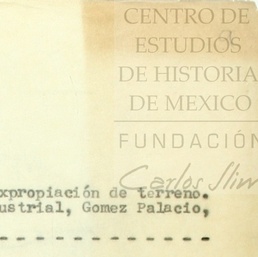 CENTRO DE
ESTUDIOS
DE HISTORIA
DE MEXICO
FUNDACIÓN
Carlos Slim
xpropiación de terreno.
ustrial, Gomez Palacio,